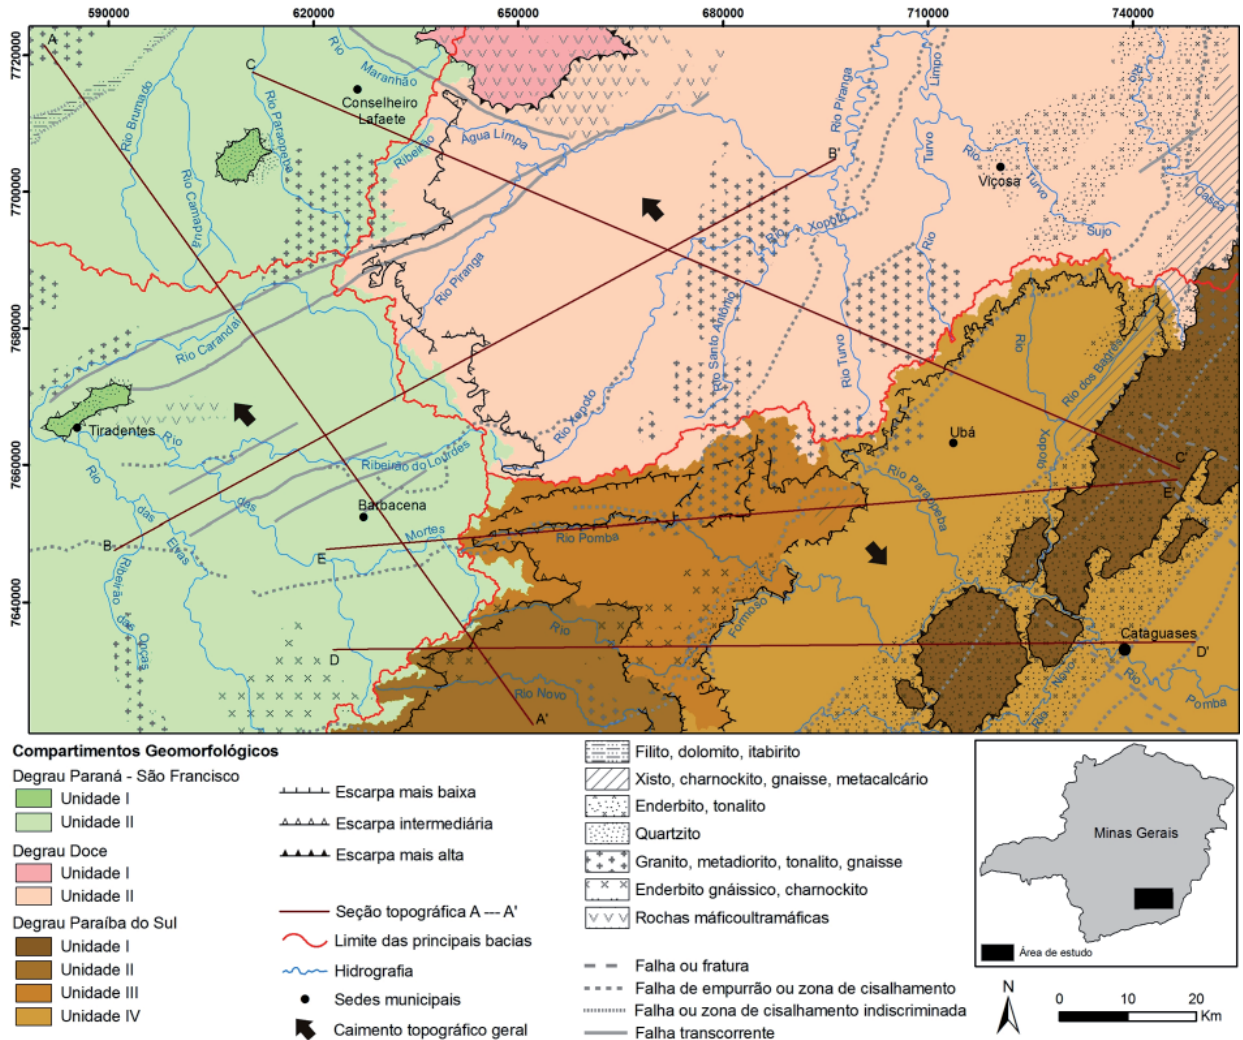 590000
620000
650000
680000
710000
740000
7720000
7700000
7680000
7660000
7640000
A
C
Rio
Maranhão
Conselheiro
Lafaete
Rio Brumado
Rio Paraopeba
Rio Camapuã
Ribeirão
Água Limpa
Rio Piranga
Limpo
Turvo
Rio
B'
Rio
Turvo
Viçosa
Sujo
Casca
Rio
Xopotó
Rio
Rio Piranga
Rio Carandaí
Rio Santo Antônio
Rio Turvo
Rio
Rio dos Bagres
Rio Xepoto
Xopotó
Tiradentes
Rio
Ribeirão do Lourdes
Ubá
Rio
das
Barbacena
das
Mortes
Elvas
B
E
Rio Pomba
Rio Paraopeba
C'
E'
Ribeirão
das
Opças
Formoso
Rio
D
Rio Novo
A'
Cataguases
D'
Novo
Rio
Rio
Pomba
Compartimentos Geomorfológicos
Degrau Paraná - São Francisco
Unidade I
Unidade II
Degrau Doce
Unidade I
Unidade II
Degrau Paraíba do Sul
Unidade I
Unidade II
Unidade III
Unidade IV
Escarpa mais baixa
Escarpa intermediária
Escarpa mais alta
Seção topográfica A --- A'
Limite das principais bacias
Hidrografia
Sedes municipais
Caimento topográfico geral
Filito, dolomito, itabirito
Xisto, charnockito, gnaisse, metacalcário
Enderbito, tonalito
Quartzito
Granito, metadiorito, tonalito, gnaisse
Enderbito gnáissico, charnockito
Rochas máficoultramáficas
Falha ou fratura
Falha de empurrão ou zona de cisalhamento
Falha ou zona de cisalhamento indiscriminada
Falha transcorrente
Minas Gerais
Área de estudo
N
0
10
20
Km